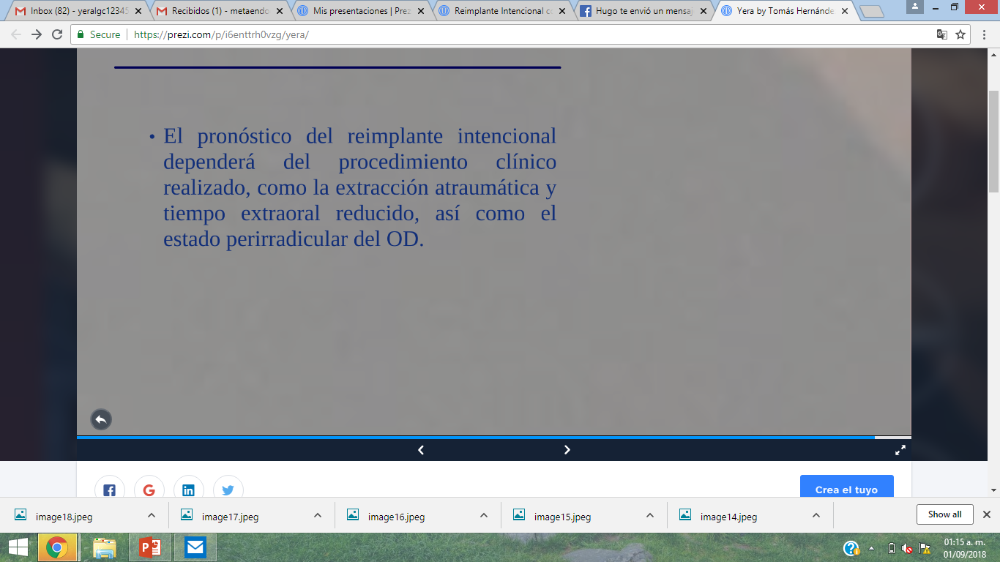 Inbox (82) - yeralgc12345
Recibidos (1) - metaendo
Mis presentaciones | Prez
Reimplante Intencional co
Hugo te envió un mensaj
Yera by Tomás Hernánde
Secure
https://prezi.com/p/i6enttrh0vzg/yera/
• El pronóstico del reimplante intencional
dependerá del procedimiento clínico
realizado, como la extracción atraumática y
tiempo extraoral reducido, así como el
estado perirradicular del OD.
Crea el tuyo
image18.jpeg
image17.jpeg
image16.jpeg
image15.jpeg
image14.jpeg
Show all
01:15 a. m.
01/09/2018